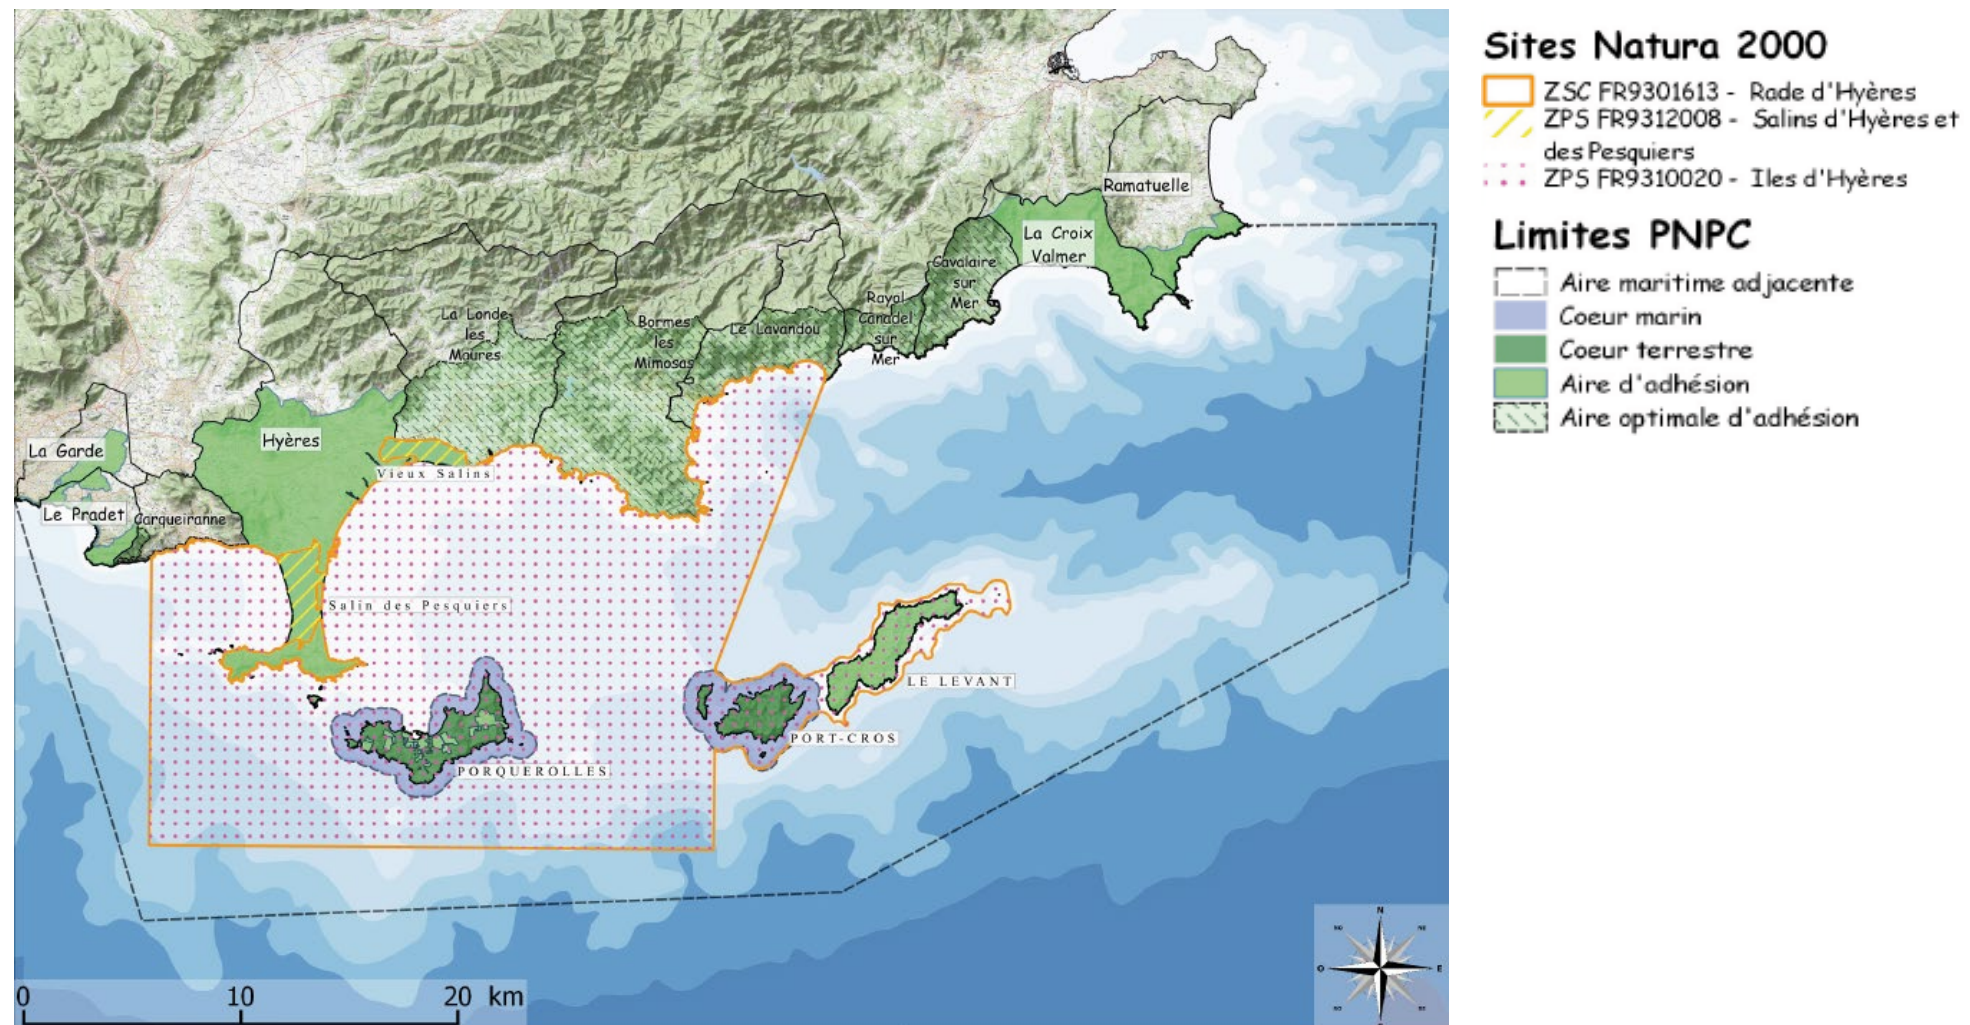 Sites Natura 2000
ZSC FR9301613 - Rade d'Hyères
ZPS FR9312008 - Salins d'Hyères et
des Pesquiers
ZPS FR9310020 - Iles d'Hyères
Limites PNPC
Aire maritime adjacente
Coeur marin
Coeur terrestre
Aire d'adhésion
Aire optimale d'adhésion
Ramatuelle
La Croix
Valmer
Cavalaire
sur
Mer
Rayol
Canadel
sur
Mer
Le Lavandou
Bormes
les
Mimosas
La Londe
les
Maures
Hyères
La Garde
Le Pradet
Carqueiranne
Vieux Salins
Salin des Pesquiers
LE LEVANT
PORT-CROS
PORQUEROLLES
0 10 20 km
N
NO NE
O E